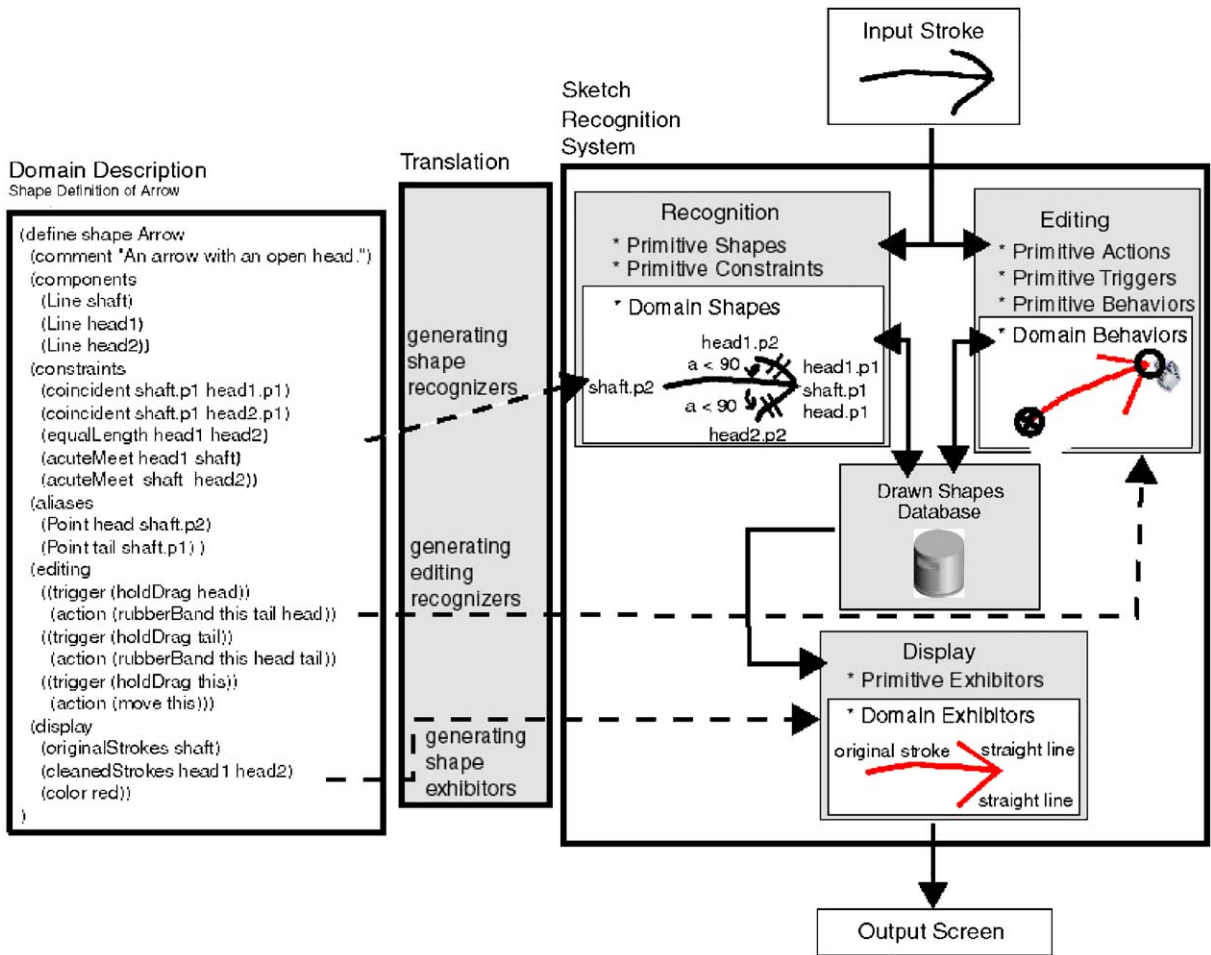 Input Stroke
Sketch
Recognition
System
Domain Description
Shape Definition of Arrow
(define shape Arrow
(comment "An arrow with an open head.")
(components
(Line shaft)
(Line head1)
(Line head2))
(constraints
(coincident shaft.p1 head1.p1)
(coincident shaft.p1 head2.p1)
(equalLength head1 head2)
(acuteMeet head1 shaft)
(acuteMeet shaft head2))
(aliases
(Point head shaft.p2)
(Point tail shaft.p1) )
(editing
((trigger (holdDrag head))
(action (rubberBand this tail head))
((trigger (holdDrag tail))
(action (rubberBand this head tail))
((trigger (holdDrag this))
(action (move this)))
(display
(originalStrokes shaft)
(cleanedStrokes head1 head2)
(color red))
)
Translation
generating
shape
recognizers
generating
editing
recognizers
generating
shape
exhibitors
Recognition
* Primitive Shapes
* Primitive Constraints
* Domain Shapes
head1.p2
a < 90
head1.p1
shaft.p2
shaft.p1
a < 90
head.p1
head2.p2
Editing
* Primitive Actions
* Primitive Triggers
* Primitive Behaviors
* Domain Behaviors
Drawn Shapes
Database
Display
* Primitive Exhibitors
* Domain Exhibitors
original stroke
straight line
straight line
Output Screen